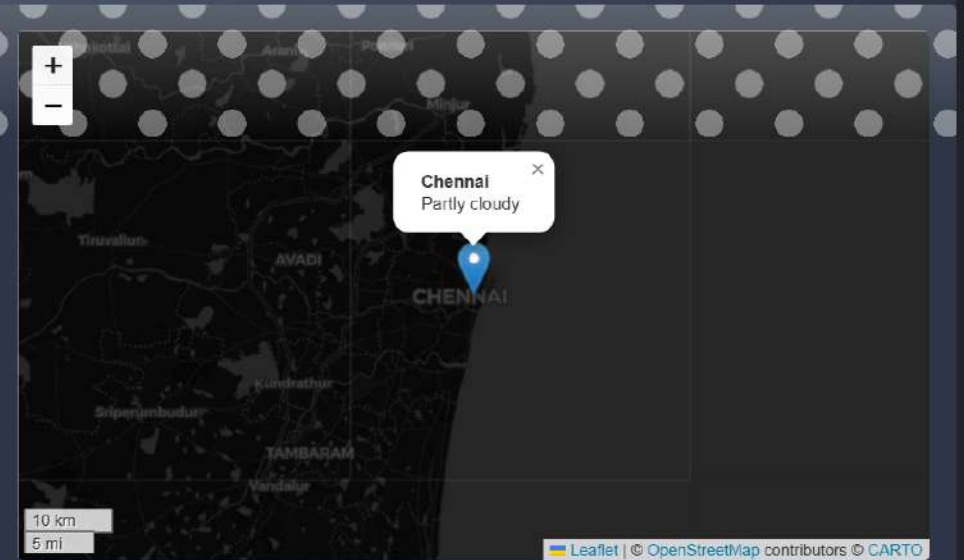 +
Minjur
−
×
Chennai
Partly cloudy
Tiruvallur
AVADI
CHENNAI
Kundrathur
Sriperumbudur
TAMBARAM
Vandalur
10 km
5 mi
Leaflet | © OpenStreetMap contributors © CARTO